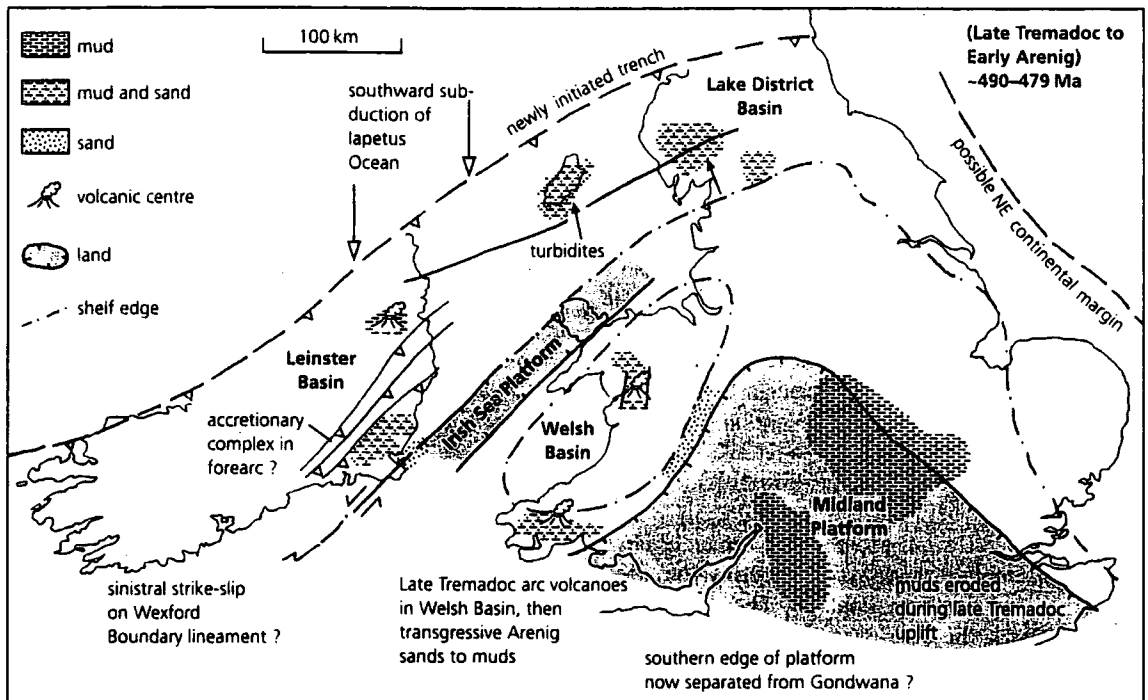 mud
mud and sand
sand
volcanic centre
land
shelf edge
100 km
southward sub-
duction of
Iapetus
Ocean
newly initiated trench
Lake District
Basin
(Late Tremadoc to
Early Arenig)
~490–479 Ma
possible NE continental margin
turbidites
Leinster
Basin
Irish Sea Platform
accretionary
complex in
forearc ?
Welsh
Basin
Midland
Platform
muds eroded
during late Tremadoc
uplift
sinistral strike-slip
on Wexford
Boundary lineament ?
Late Tremadoc arc volcanoes
in Welsh Basin, then
transgressive Arenig
sands to muds
southern edge of platform
now separated from Gondwana ?